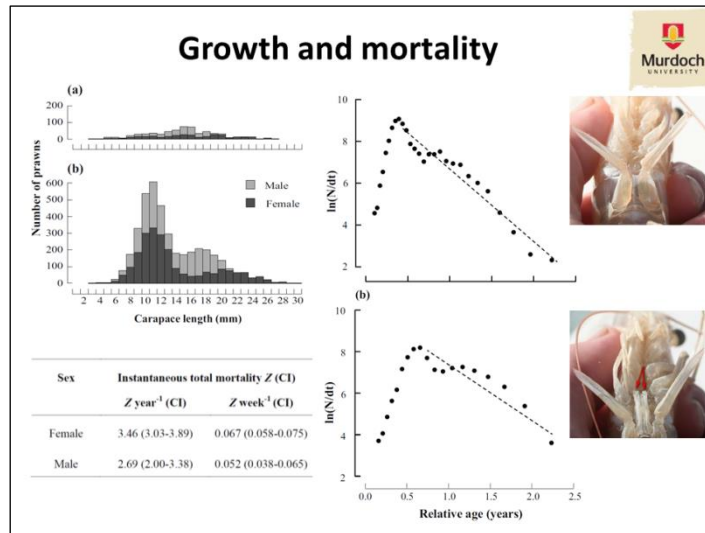 Growth and mortality
Murdoch
UNIVERSITY
(a)
200
100
0
(b)
600
500
400
300
200
100
0
Number of prawns
Male
Female
2 4 6 8 10 12 14 16 18 20 22 24 26 28 30
Carapace length (mm)
Sex Instantaneous total mortality Z (CI)
Z year⁻¹ (CI) Z week⁻¹ (CI)
Female 3.46 (3.03-3.89) 0.067 (0.058-0.075)
Male 2.69 (2.00-3.38) 0.052 (0.038-0.065)
10
8
6
4
2
ln(N/dt)
(b)
10
8
6
4
2
ln(N/dt)
0.0 0.5 1.0 1.5 2.0 2.5
Relative age (years)